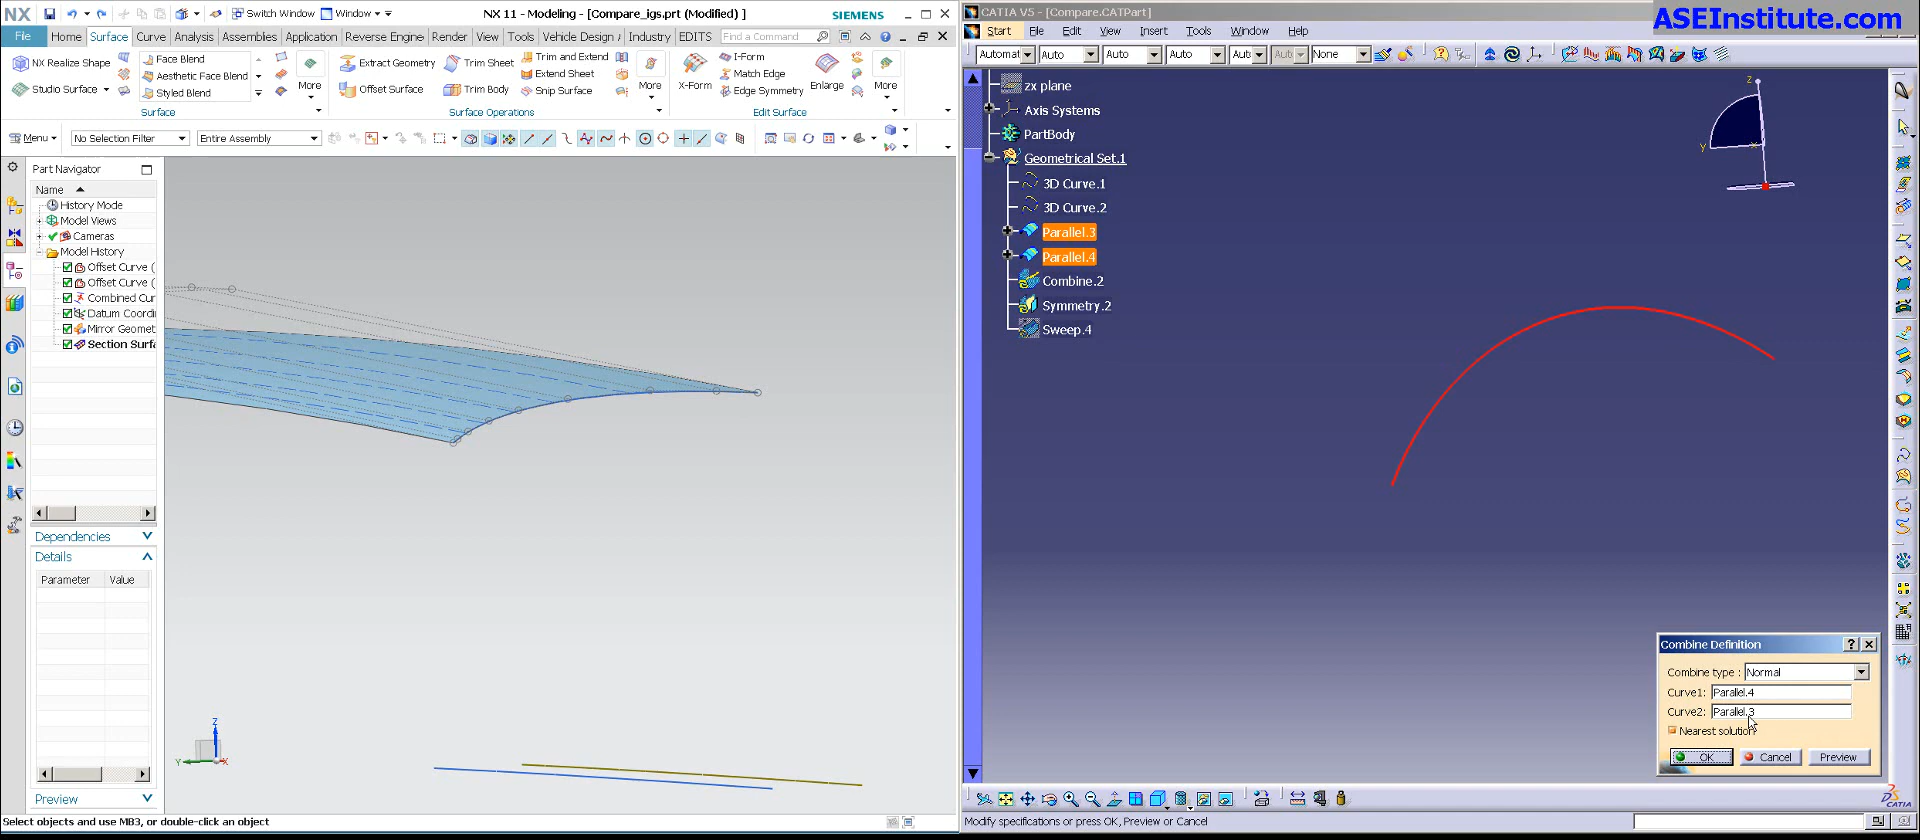 NX
Switch Window
Window
NX 11 - Modeling - [Compare_igs.prt (Modified) ]
SIEMENS
File
Home
Surface
Curve
Analysis
Assemblies
Application
Reverse Engine
Render
View
Tools
Vehicle Design
Industry
EDITS
Find a Command
NX Realize Shape
Studio Surface
Face Blend
Aesthetic Face Blend
Styled Blend
More
Surface
Extract Geometry
Offset Surface
Trim Sheet
Trim Body
Trim and Extend
Extend Sheet
Snip Surface
More
Surface Operations
X-Form
I-Form
Match Edge
Edge Symmetry
Enlarge
More
Edit Surface
Menu
No Selection Filter
Entire Assembly
Part Navigator
Name
History Mode
Model Views
Cameras
Model History
Offset Curve (
Offset Curve (
Combined Cur
Datum Coordi
Mirror Geomet
Section Surfa
Dependencies
Details
Parameter
Value
Preview
Z
Y
X
Select objects and use MB3, or double-click an object
CATIA V5 - [Compare.CATPart]
ASEInstitute.com
Start
File
Edit
View
Insert
Tools
Window
Help
Automat
Auto
Auto
Auto
Aut
Aut
None
zx plane
Axis Systems
PartBody
Geometrical Set.1
3D Curve.1
3D Curve.2
Parallel.3
Parallel.4
Combine.2
Symmetry.2
Sweep.4
z
y
x
Combine Definition
Combine type :
Normal
Curve1:
Parallel.4
Curve2:
Parallel.3
Nearest solution
OK
Cancel
Preview
CATIA
Modify specifications or press OK, Preview or Cancel